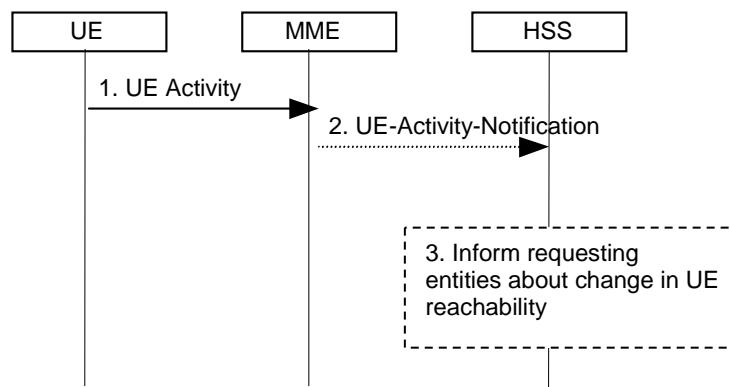 UE
MME
HSS
1. UE Activity
2. UE-Activity-Notification
3. Inform requesting
entities about change in UE
reachability